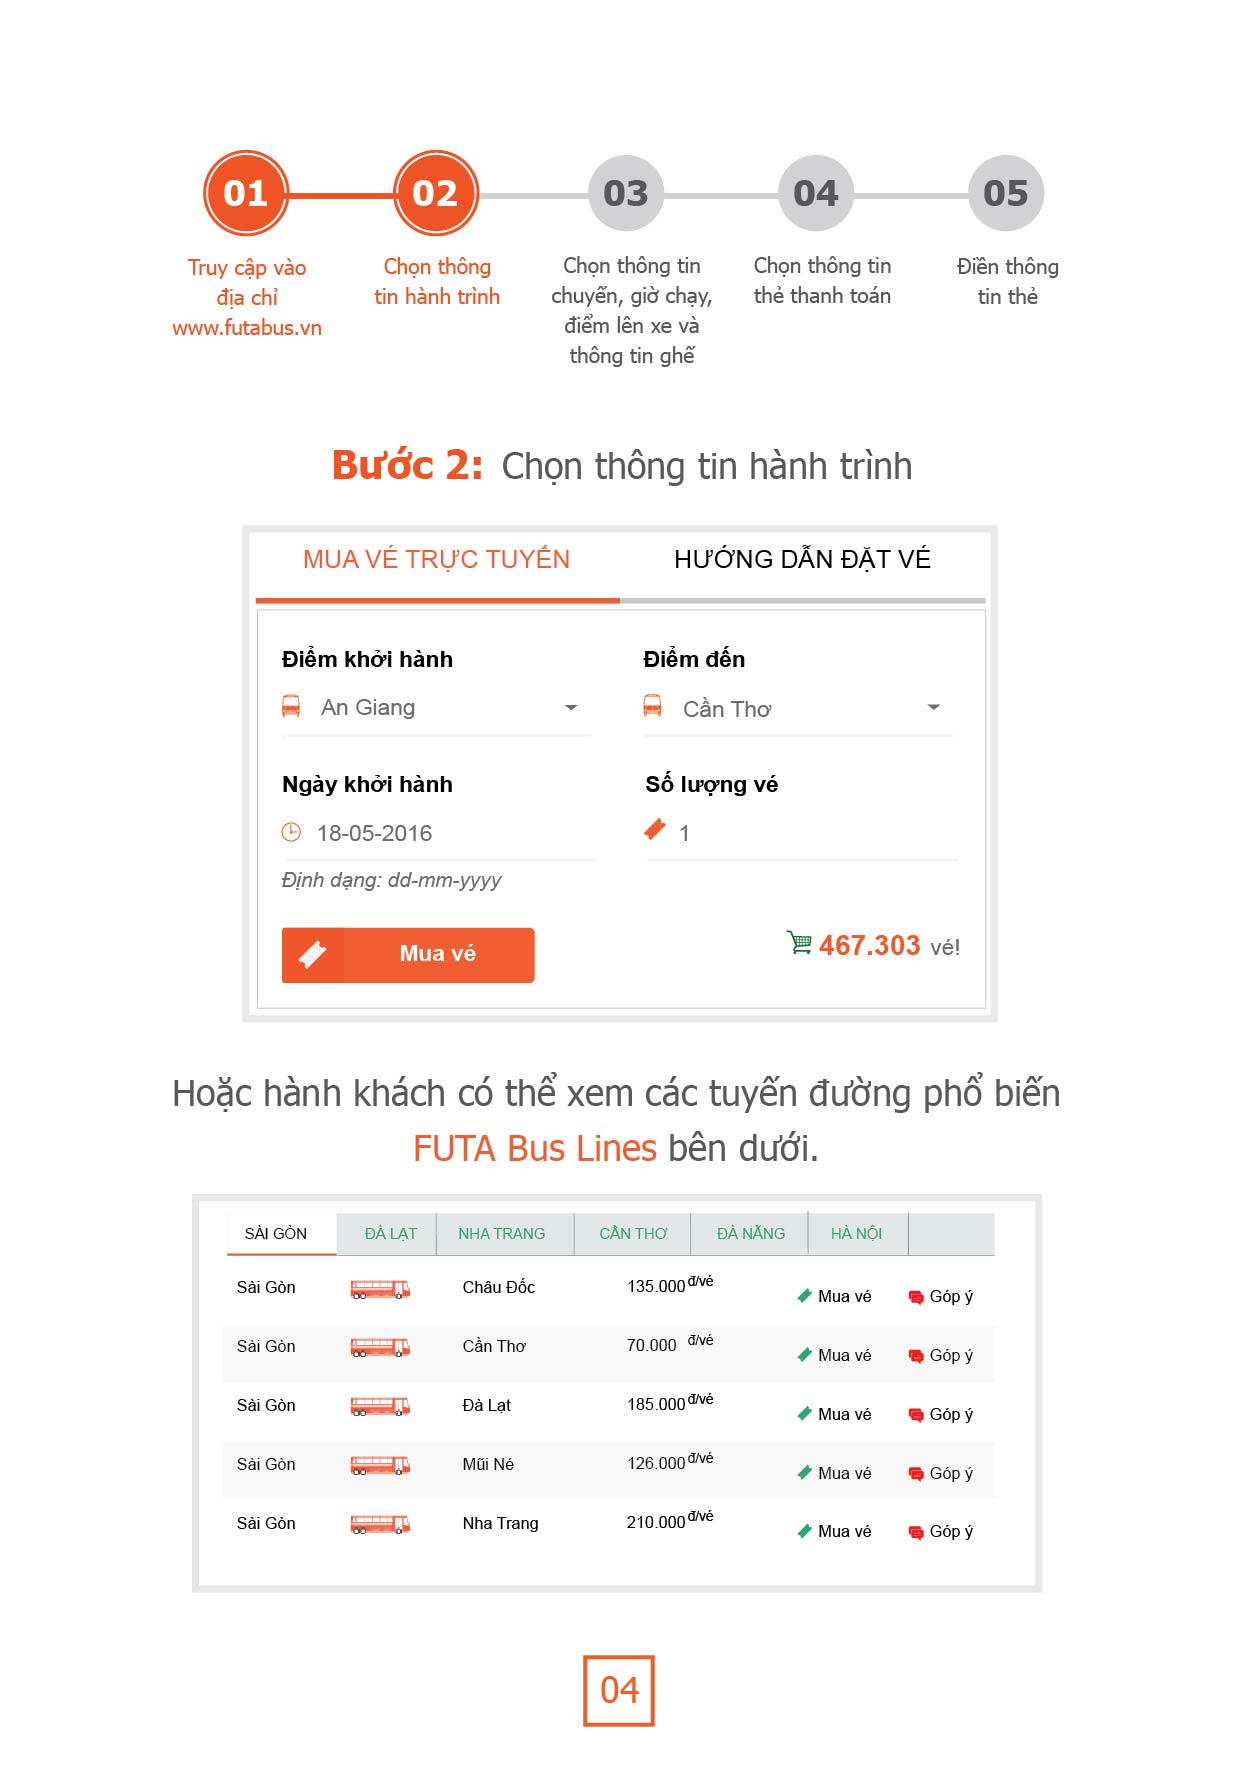 01 02 03 04 05
Truy cập vào
địa chỉ
www.futabus.vn
Chọn thông
tin hành trình
Chọn thông tin
chuyến, giờ chạy,
điểm lên xe và
thông tin ghế
Chọn thông tin
thẻ thanh toán
Điền thông
tin thẻ
Bước 2: Chọn thông tin hành trình
MUA VÉ TRỰC TUYẾN HƯỚNG DẪN ĐẶT VÉ
Điểm khởi hành Điểm đến
An Giang Cần Thơ
Ngày khởi hành Số lượng vé
18-05-2016 1
Định dạng: dd-mm-yyyy
Mua vé 467.303 vé!
Hoặc hành khách có thể xem các tuyến đường phổ biến
FUTA Bus Lines bên dưới.
SÀI GÒN ĐÀ LẠT NHA TRANG CẦN THƠ ĐÀ NẴNG HÀ NỘI
Sài Gòn Châu Đốc 135.000 đ/vé Mua vé Góp ý
Sài Gòn Cần Thơ 70.000 đ/vé Mua vé Góp ý
Sài Gòn Đà Lạt 185.000 đ/vé Mua vé Góp ý
Sài Gòn Mũi Né 126.000 đ/vé Mua vé Góp ý
Sài Gòn Nha Trang 210.000 đ/vé Mua vé Góp ý
04